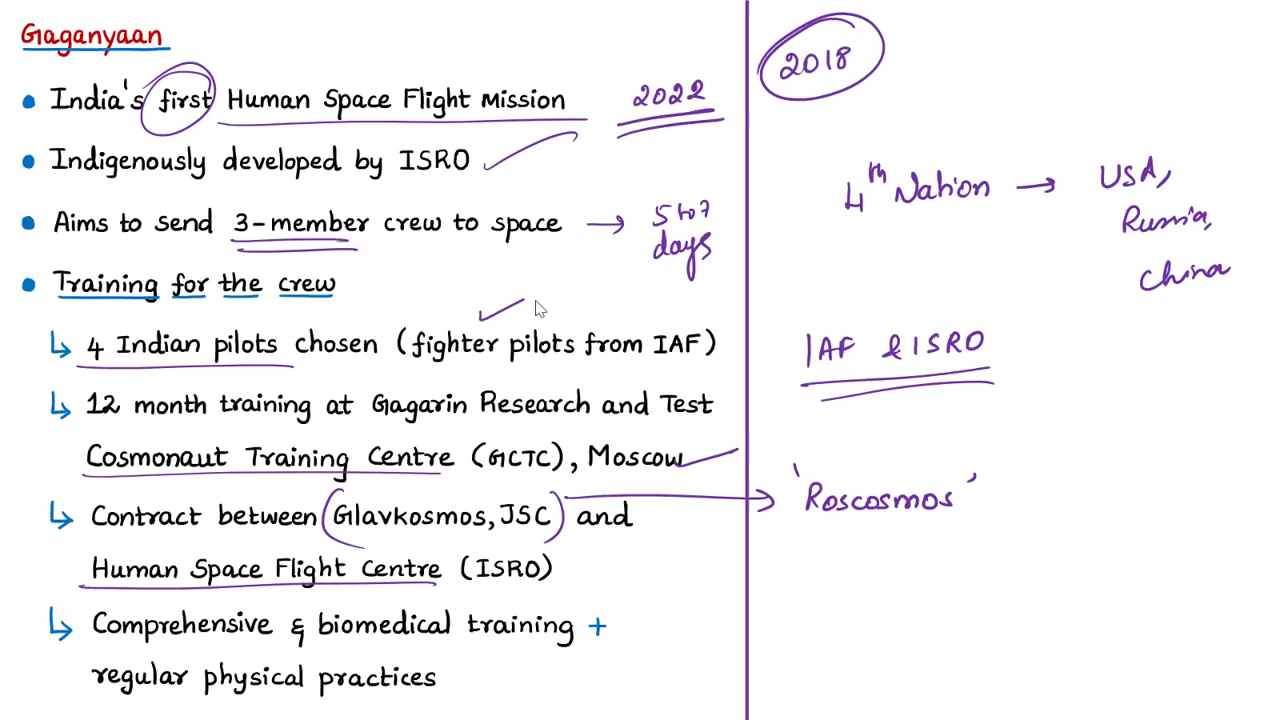 Gaganyaan
• India's first Human Space Flight Mission 2022
• Indigenously developed by ISRO
• Aims to send 3-member crew to space → 5 to 7 days
• Training for the crew
↳ 4 Indian pilots chosen (fighter pilots from IAF)
↳ 12 month training at Gagarin Research and Test
Cosmonaut Training Centre (GCTC), Moscow
↳ Contract between (Glavkosmos, JSC) and
Human Space Flight Centre (ISRO)
↳ Comprehensive & biomedical training +
regular physical practices
2018
4th Nation → USA,
Russia,
China
IAF & ISRO
'Roscosmos'